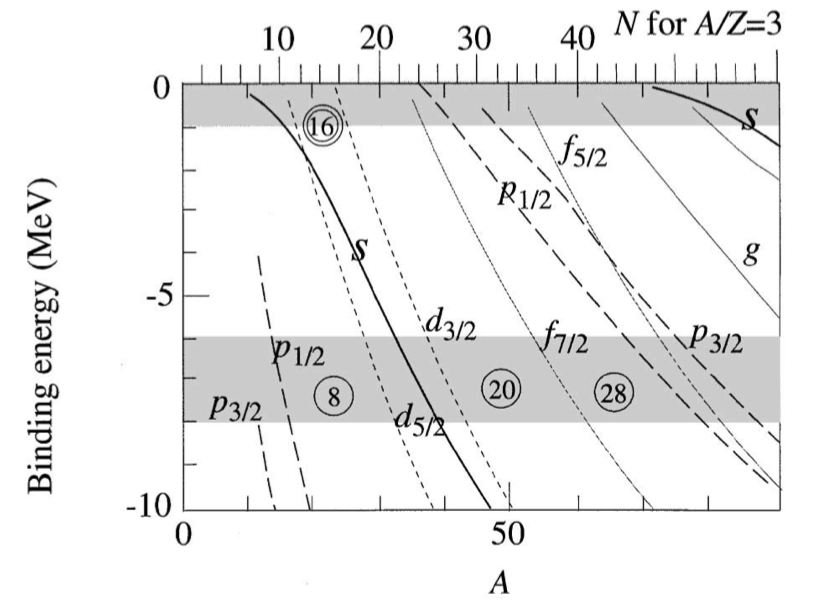 N for A/Z=3
10 20 30 40
0
-5
-10
Binding energy (MeV)
16
s
s
f5/2
p1/2
g
d3/2
f7/2
p3/2
p1/2
8
20
28
p3/2
d5/2
0 50
A